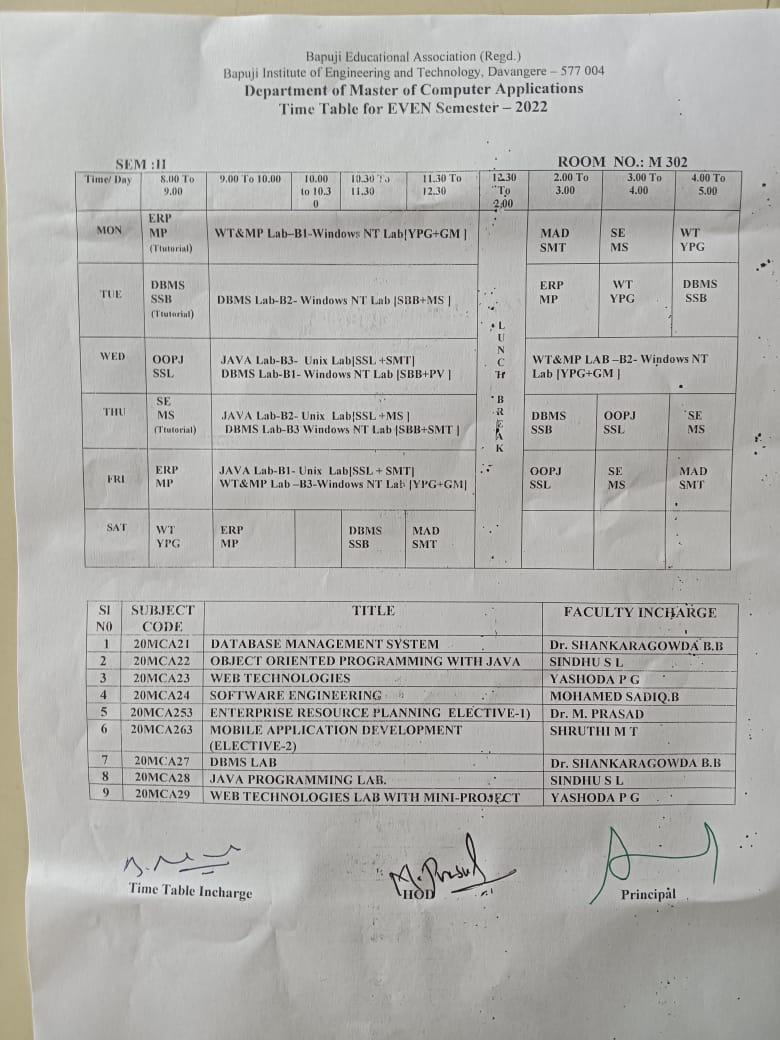 Bapuji Educational Association (Regd.)
Bapuji Institute of Engineering and Technology, Davangere – 577 004
Department of Master of Computer Applications
Time Table for EVEN Semester – 2022
SEM :II ROOM NO.: M 302
Time/ Day 8.00 To 9.00 9.00 To 10.00 10.00 to 10.30 10.30 To 11.30 11.30 To 12.30 12.30 To 2.00 2.00 To 3.00 3.00 To 4.00 4.00 To 5.00
LUNCH BREAK
MON ERP MP (Ttutorial) WT&MP Lab–B1-Windows NT Lab[YPG+GM ] MAD SMT SE MS WT YPG
TUE DBMS SSB (Ttutorial) DBMS Lab-B2- Windows NT Lab [SBB+MS ] ERP MP WT YPG DBMS SSB
WED OOPJ SSL JAVA Lab-B3- Unix Lab[SSL +SMT] WT&MP LAB –B2- Windows NT
DBMS Lab-B1- Windows NT Lab [SBB+PV ] Lab [YPG+GM ]
THU SE MS (Ttutorial) JAVA Lab-B2- Unix Lab[SSL +MS ] DBMS SSB OOPJ SSL SE MS
DBMS Lab-B3 Windows NT Lab [SBB+SMT ]
FRI ERP MP JAVA Lab-B1- Unix Lab[SSL + SMT] OOPJ SSL SE MS MAD SMT
WT&MP Lab –B3-Windows NT Lab [YPG+GM]
SAT WT YPG ERP MP DBMS SSB MAD SMT
Sl N0 SUBJECT CODE TITLE FACULTY INCHARGE
1 20MCA21 DATABASE MANAGEMENT SYSTEM Dr. SHANKARAGOWDA B.B
2 20MCA22 OBJECT ORIENTED PROGRAMMING WITH JAVA SINDHU S L
3 20MCA23 WEB TECHNOLOGIES YASHODA P G
4 20MCA24 SOFTWARE ENGINEERING MOHAMED SADIQ.B
5 20MCA253 ENTERPRISE RESOURCE PLANNING ELECTIVE-1) Dr. M. PRASAD
6 20MCA263 MOBILE APPLICATION DEVELOPMENT SHRUTHI M T
(ELECTIVE-2)
7 20MCA27 DBMS LAB Dr. SHANKARAGOWDA B.B
8 20MCA28 JAVA PROGRAMMING LAB. SINDHU S L
9 20MCA29 WEB TECHNOLOGIES LAB WITH MINI-PROJECT YASHODA P G
M. Prasad
Time Table Incharge HOD Principal